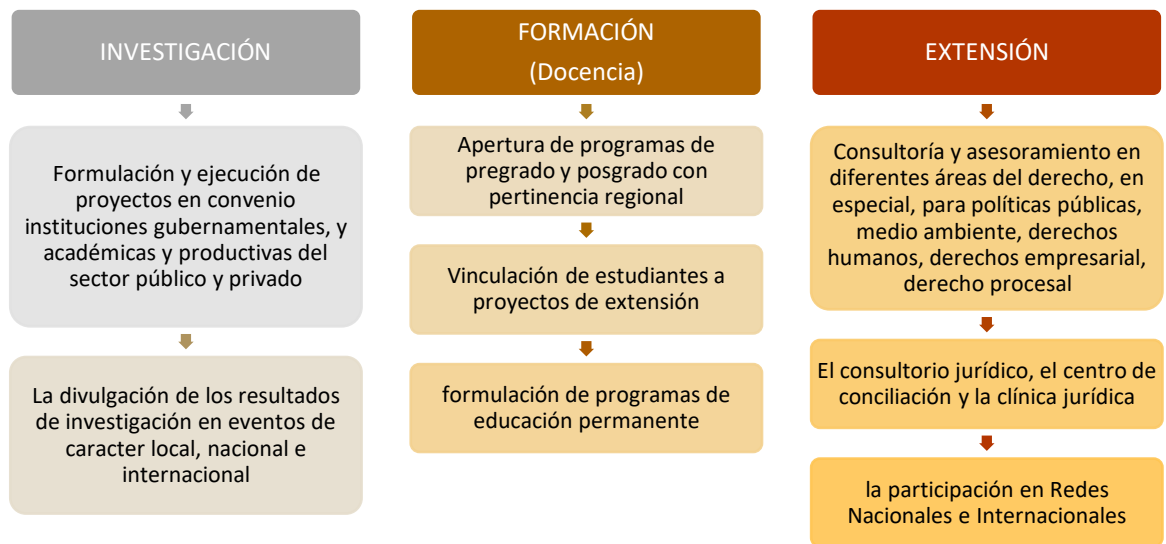 INVESTIGACIÓN
Formulación y ejecución de
proyectos en convenio
instituciones gubernamentales, y
académicas y productivas del
sector público y privado
La divulgación de los resultados
de investigación en eventos de
caracter local, nacional e
internacional
FORMACIÓN
(Docencia)
Apertura de programas de
pregrado y posgrado con
pertinencia regional
Vinculación de estudiantes a
proyectos de extensión
formulación de programas de
educación permanente
EXTENSIÓN
Consultoría y asesoramiento en
diferentes áreas del derecho, en
especial, para políticas públicas,
medio ambiente, derechos
humanos, derechos empresarial,
derecho procesal
El consultorio jurídico, el centro de
conciliación y la clínica jurídica
la participación en Redes
Nacionales e Internacionales